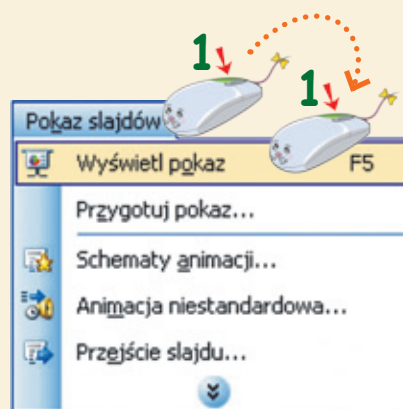 1
1
Pokaz slajdów
Wyświetl pokaz F5
Przygotuj pokaz...
Schematy animacji...
Animacja niestandardowa...
Przejście slajdu...